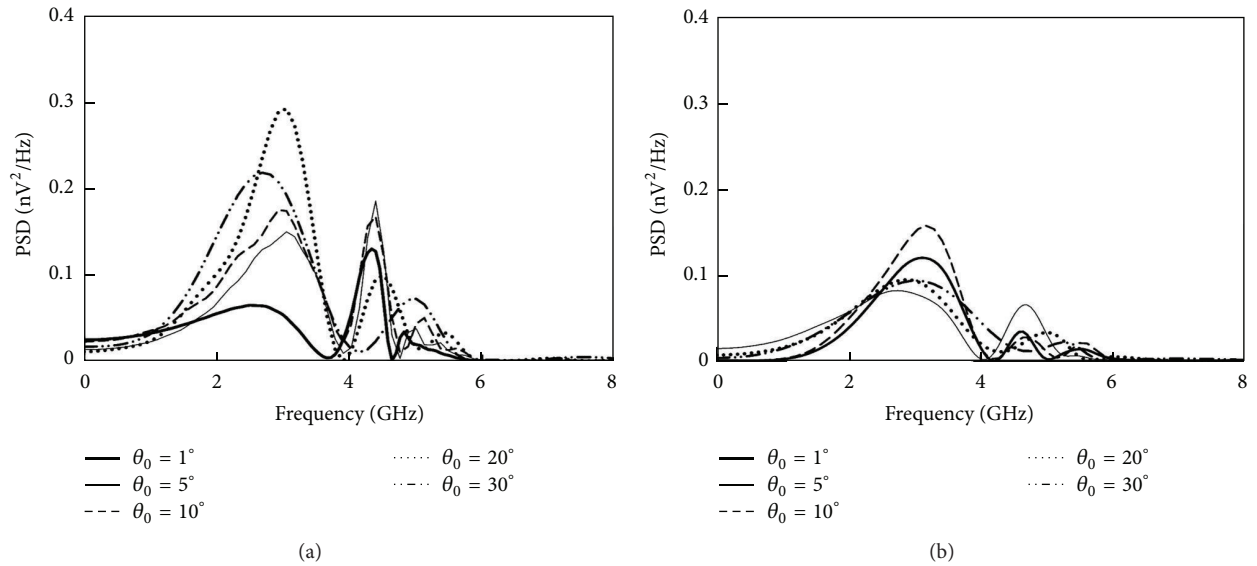 0.4
0.3
0.2
0.1
0
PSD (nV²/Hz)
0 2 4 6 8
Frequency (GHz)
θ₀ = 1°
θ₀ = 5°
θ₀ = 10°
θ₀ = 20°
θ₀ = 30°
(a)
0.4
0.3
0.2
0.1
0
PSD (nV²/Hz)
0 2 4 6 8
Frequency (GHz)
θ₀ = 1°
θ₀ = 5°
θ₀ = 10°
θ₀ = 20°
θ₀ = 30°
(b)